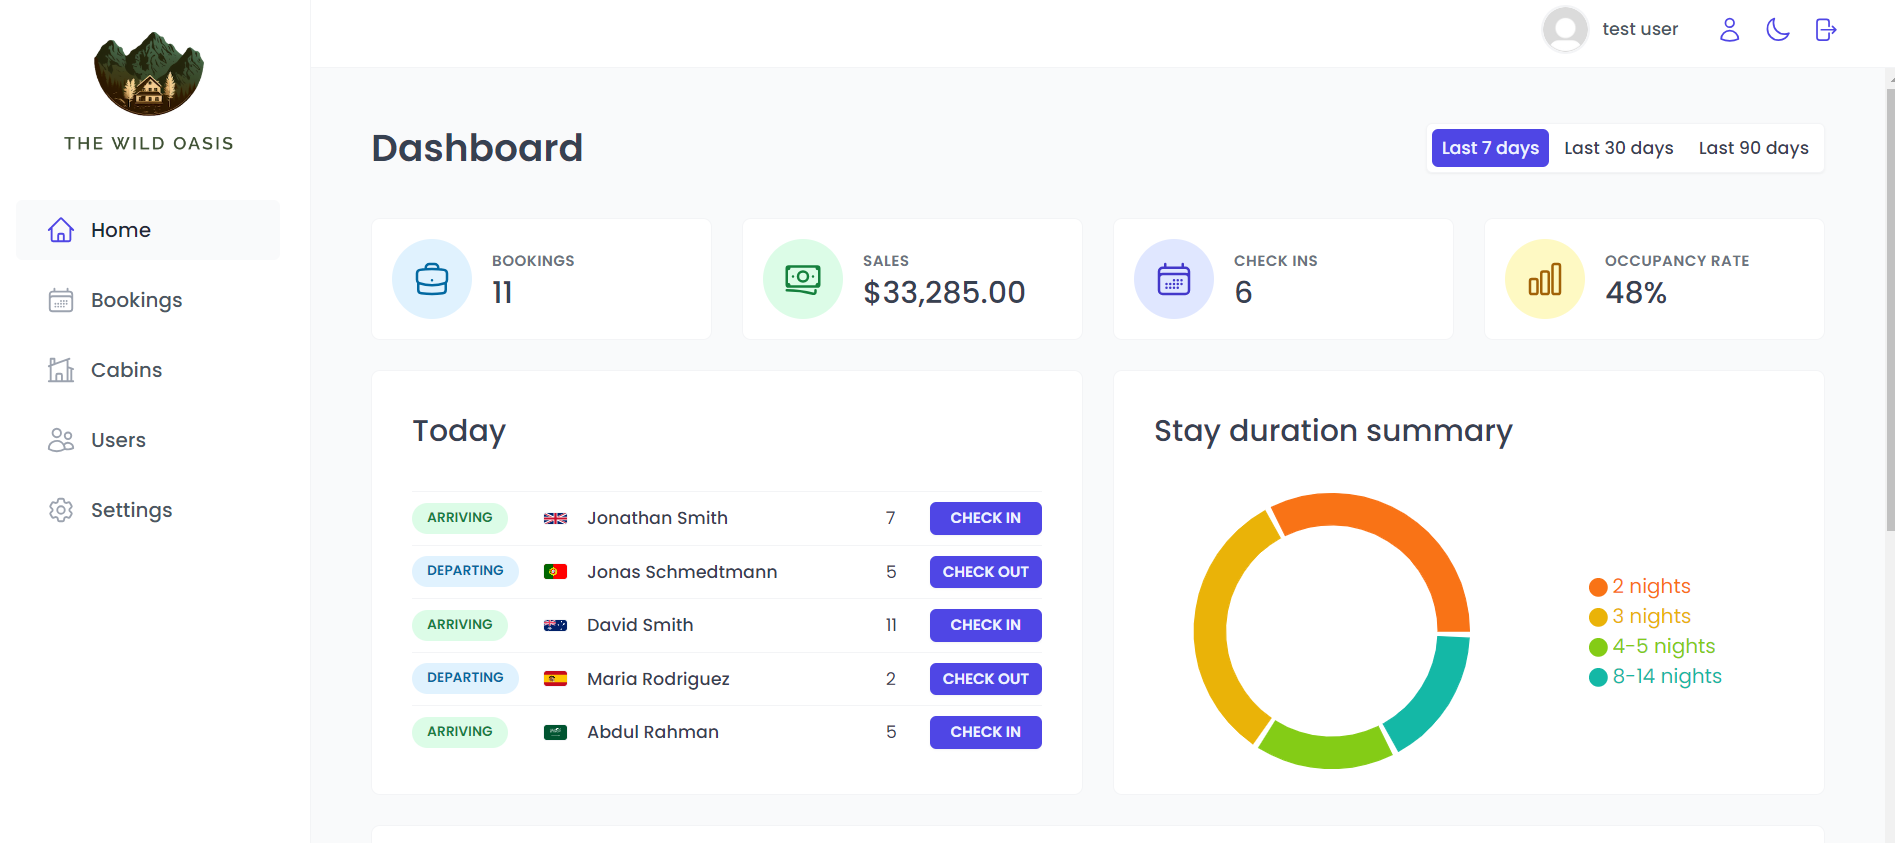 THE WILD OASIS
Home
Bookings
Cabins
Users
Settings
test user
Dashboard
Last 7 days Last 30 days Last 90 days
BOOKINGS
11
SALES
$33,285.00
CHECK INS
6
OCCUPANCY RATE
48%
Today
ARRIVING Jonathan Smith 7 CHECK IN
DEPARTING Jonas Schmedtmann 5 CHECK OUT
ARRIVING David Smith 11 CHECK IN
DEPARTING Maria Rodriguez 2 CHECK OUT
ARRIVING Abdul Rahman 5 CHECK IN
Stay duration summary
2 nights
3 nights
4-5 nights
8-14 nights